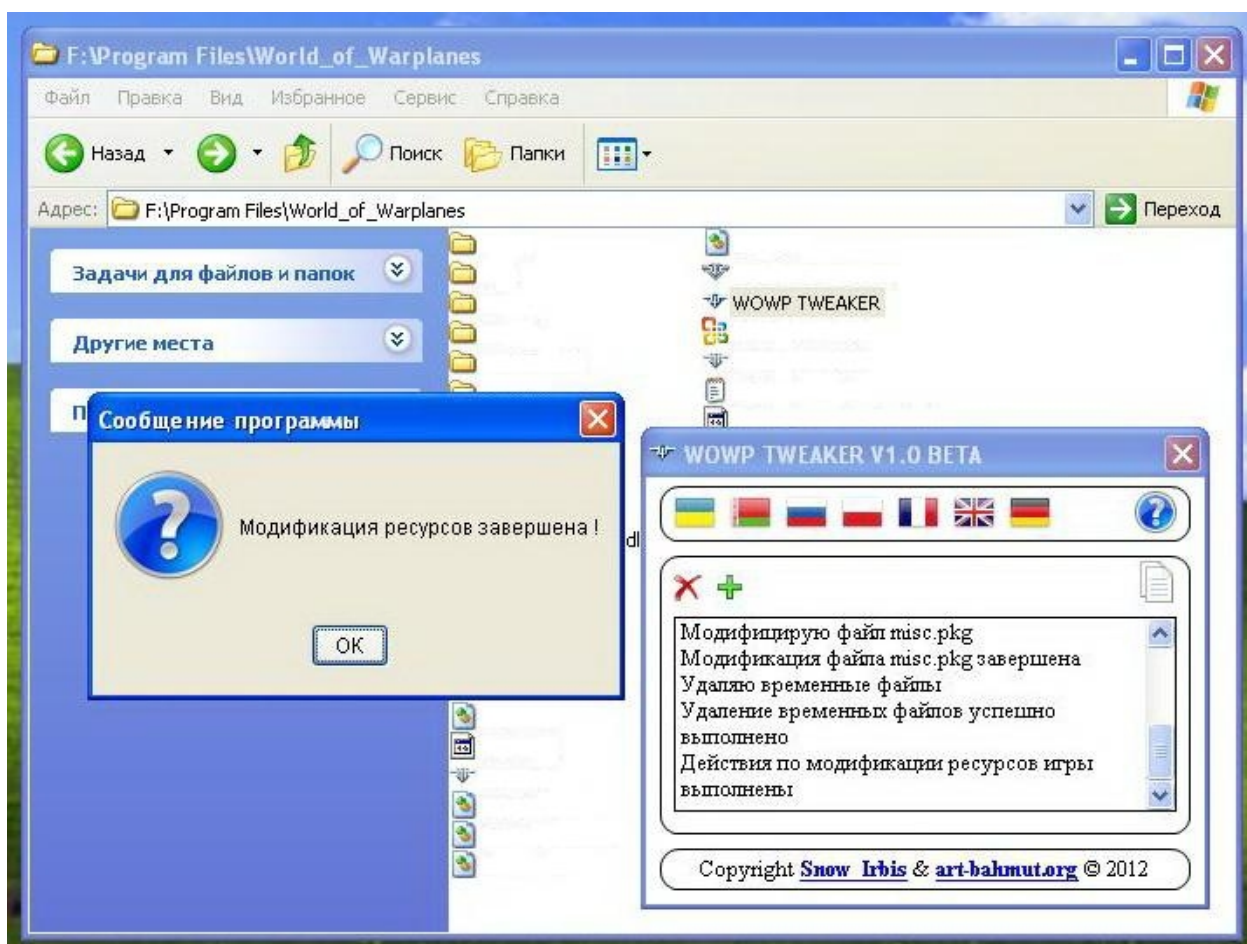 F:\Program Files\World_of_Warplanes
Файл Правка Вид Избранное Сервис Справка
Назад Поиск Папки
Адрес: F:\Program Files\World_of_Warplanes Переход
Задачи для файлов и папок
Другие места
П
WOWP TWEAKER
Сообщение программы
Модификация ресурсов завершена !
OK
dl
WOWP TWEAKER V1.0 BETA
Модифицирую файл misc.pkg
Модификация файла misc.pkg завершена
Удаляю временные файлы
Удаление временных файлов успешно
выполнено
Действия по модификации ресурсов игры
выполнены
Copyright Snow_Irbis & art-bahmut.org © 2012